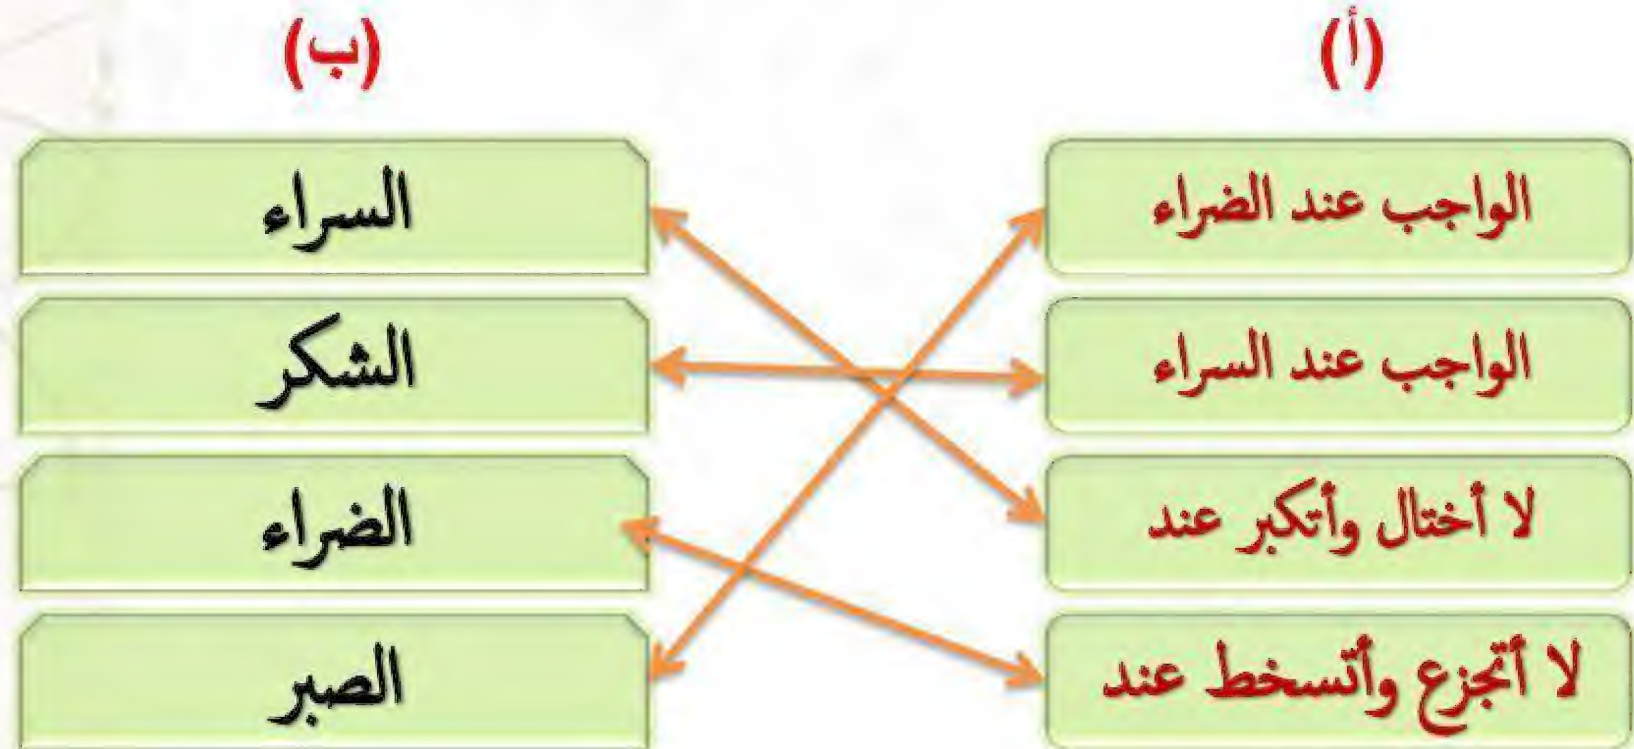 (أ)
(ب)
الواجب عند الضراء
السراء
الواجب عند السراء
الشكر
لا أختال وأتكبر عند
الضراء
لا أتجزع وأتسخط عند
الصبر